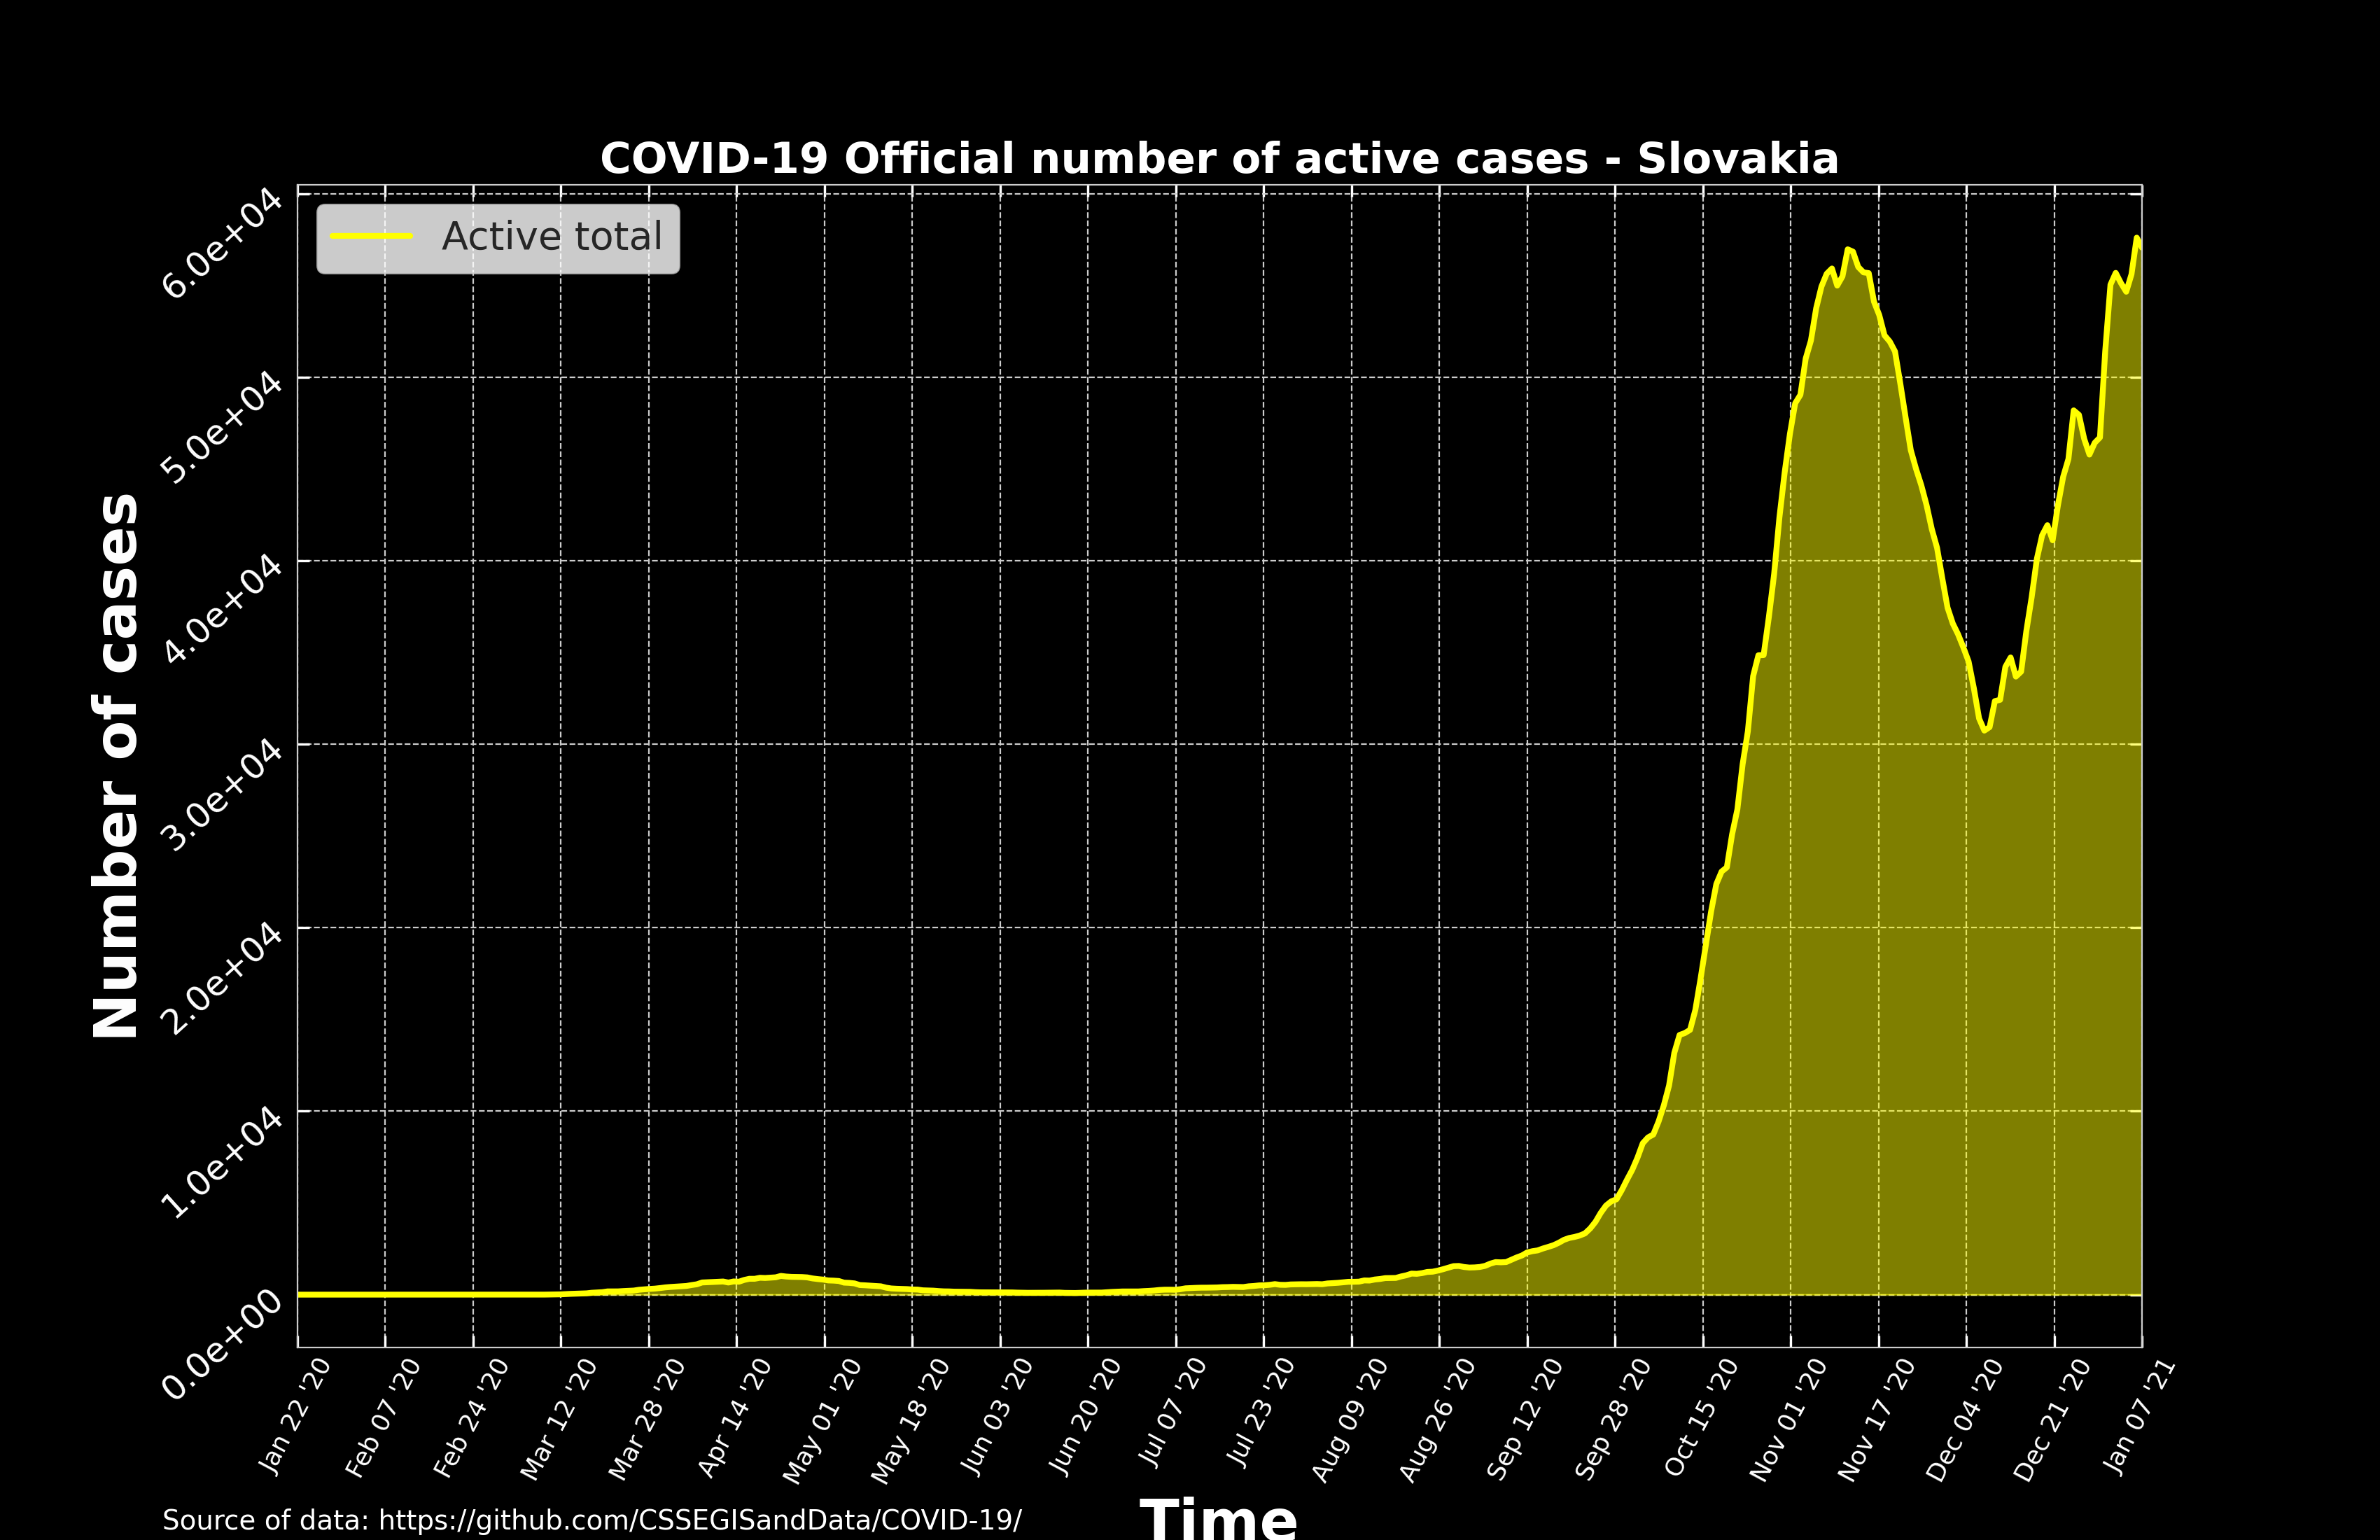 COVID-19 Official number of active cases - Slovakia
Active total
Number of cases
6.0e+04
5.0e+04
4.0e+04
3.0e+04
2.0e+04
1.0e+04
0.0e+00
Jan 22 '20
Feb 07 '20
Feb 24 '20
Mar 12 '20
Mar 28 '20
Apr 14 '20
May 01 '20
May 18 '20
Jun 03 '20
Jun 20 '20
Jul 07 '20
Jul 23 '20
Aug 09 '20
Aug 26 '20
Sep 12 '20
Sep 28 '20
Oct 15 '20
Nov 01 '20
Nov 17 '20
Dec 04 '20
Dec 21 '20
Jan 07 '21
Time
Source of data: https://github.com/CSSEGISandData/COVID-19/